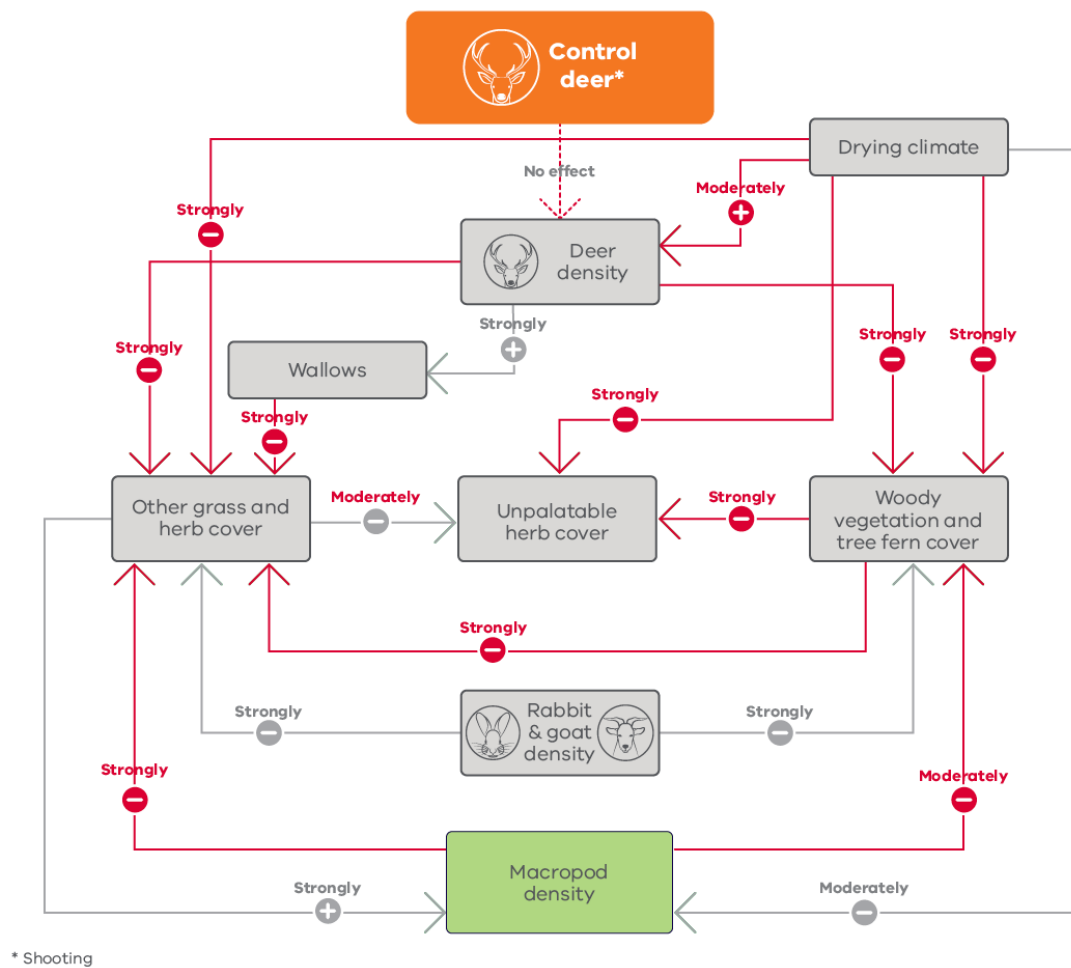 Control
deer*
Drying climate
No effect
Moderately
Strongly
Deer
density
Strongly
Strongly
Strongly
Strongly
Wallows
Strongly
Strongly
Other grass and
herb cover
Moderately
Unpalatable
herb cover
Strongly
Woody
vegetation and
tree fern cover
Strongly
Strongly
Rabbit
& goat
density
Strongly
Strongly
Moderately
Macropod
density
Strongly
Moderately
* Shooting